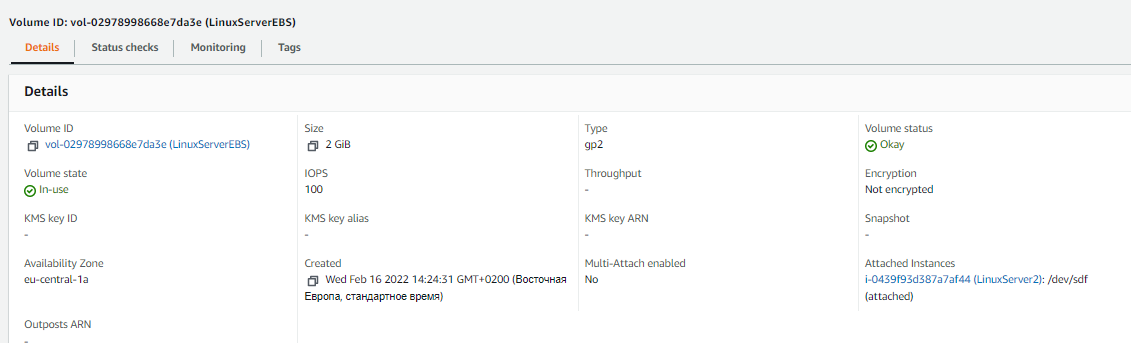 Volume ID: vol-02978998668e7da3e (LinuxServerEBS)
Details Status checks Monitoring Tags
Details
Volume ID
vol-02978998668e7da3e (LinuxServerEBS)
Size
2 GiB
Type
gp2
Volume status
Okay
Volume state
In-use
IOPS
100
Throughput
-
Encryption
Not encrypted
KMS key ID
-
KMS key alias
-
KMS key ARN
-
Snapshot
-
Availability Zone
eu-central-1a
Created
Wed Feb 16 2022 14:24:31 GMT+0200 (Восточная
Европа, стандартное время)
Multi-Attach enabled
No
Attached Instances
i-0439f93d387a7af44 (LinuxServer2): /dev/sdf
(attached)
Outposts ARN
-